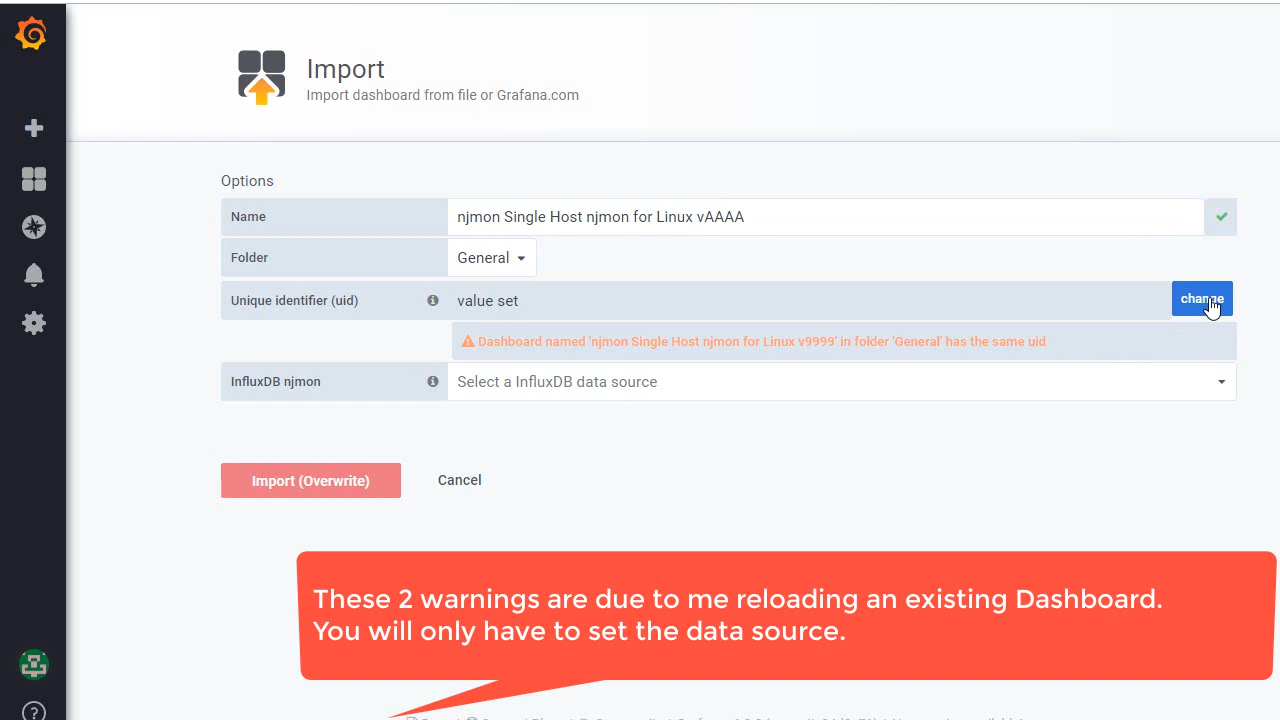 Import
Import dashboard from file or Grafana.com
Options
Name njmon Single Host njmon for Linux vAAAA
Folder General
Unique identifier (uid) value set change
Dashboard named 'njmon Single Host njmon for Linux v9999' in folder 'General' has the same uid
InfluxDB njmon Select a InfluxDB data source
Import (Overwrite) Cancel
These 2 warnings are due to me reloading an existing Dashboard.
You will only have to set the data source.